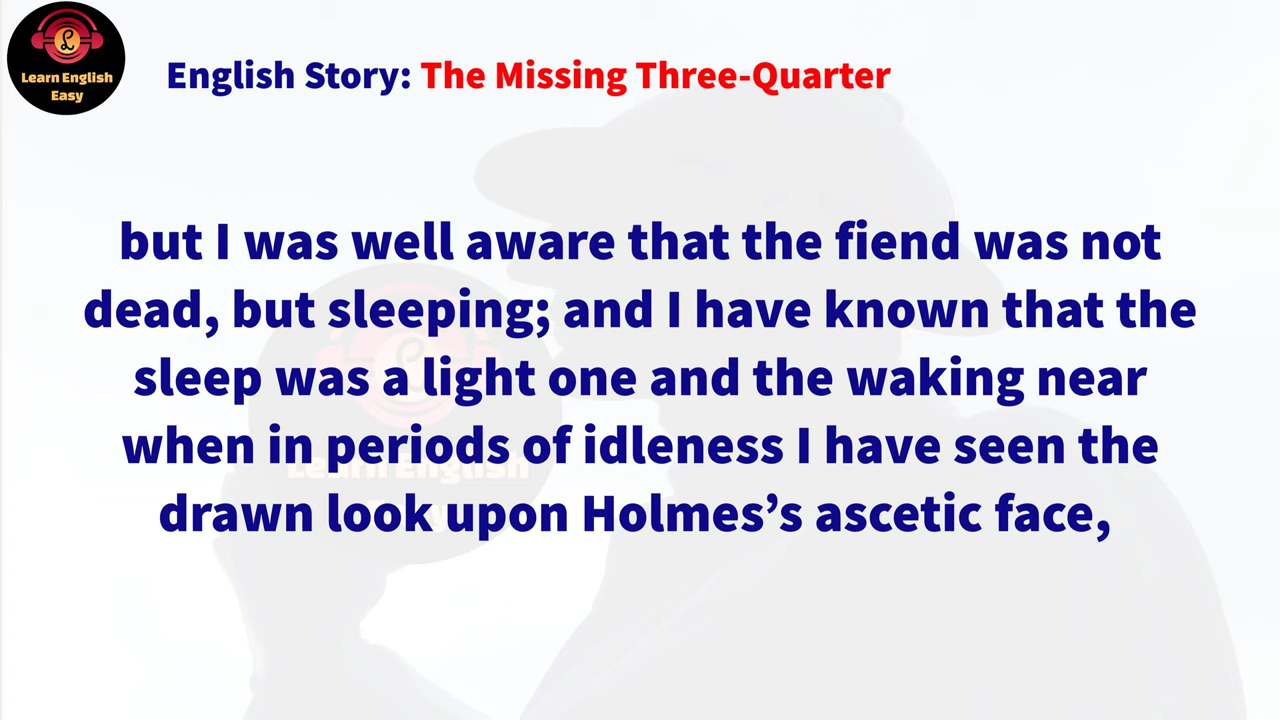 Learn English
Easy
English Story: The Missing Three-Quarter
but I was well aware that the fiend was not
dead, but sleeping; and I have known that the
sleep was a light one and the waking near
when in periods of idleness I have seen the
drawn look upon Holmes’s ascetic face,
Learn English